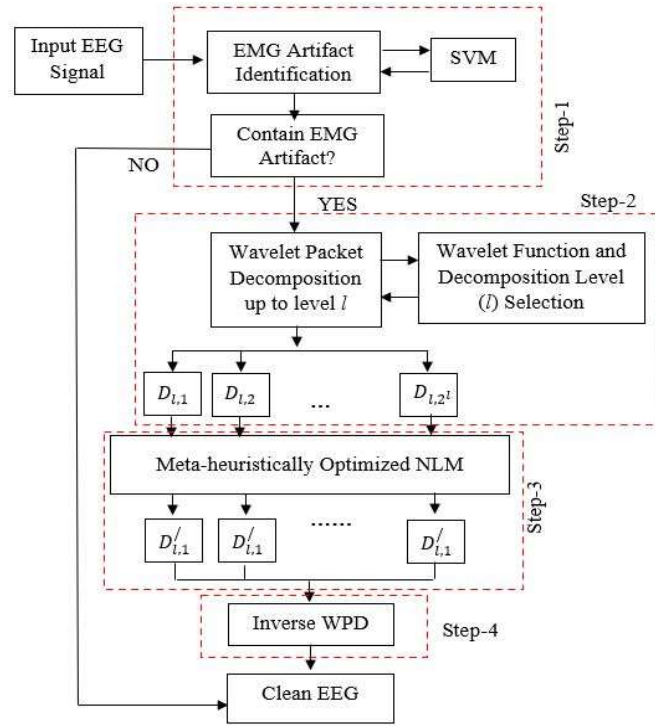 Input EEG
Signal
EMG Artifact
Identification
SVM
Step-1
Contain EMG
Artifact?
NO
YES
Step-2
Wavelet Packet
Decomposition
up to level l
Wavelet Function and
Decomposition Level
(l) Selection
D_{l,1}
D_{l,2}
...
D_{l,2^l}
Meta-heuristically Optimized NLM
Step-3
D^/_{l,1}
D^/_{l,1}
......
D^/_{l,1}
Inverse WPD
Step-4
Clean EEG